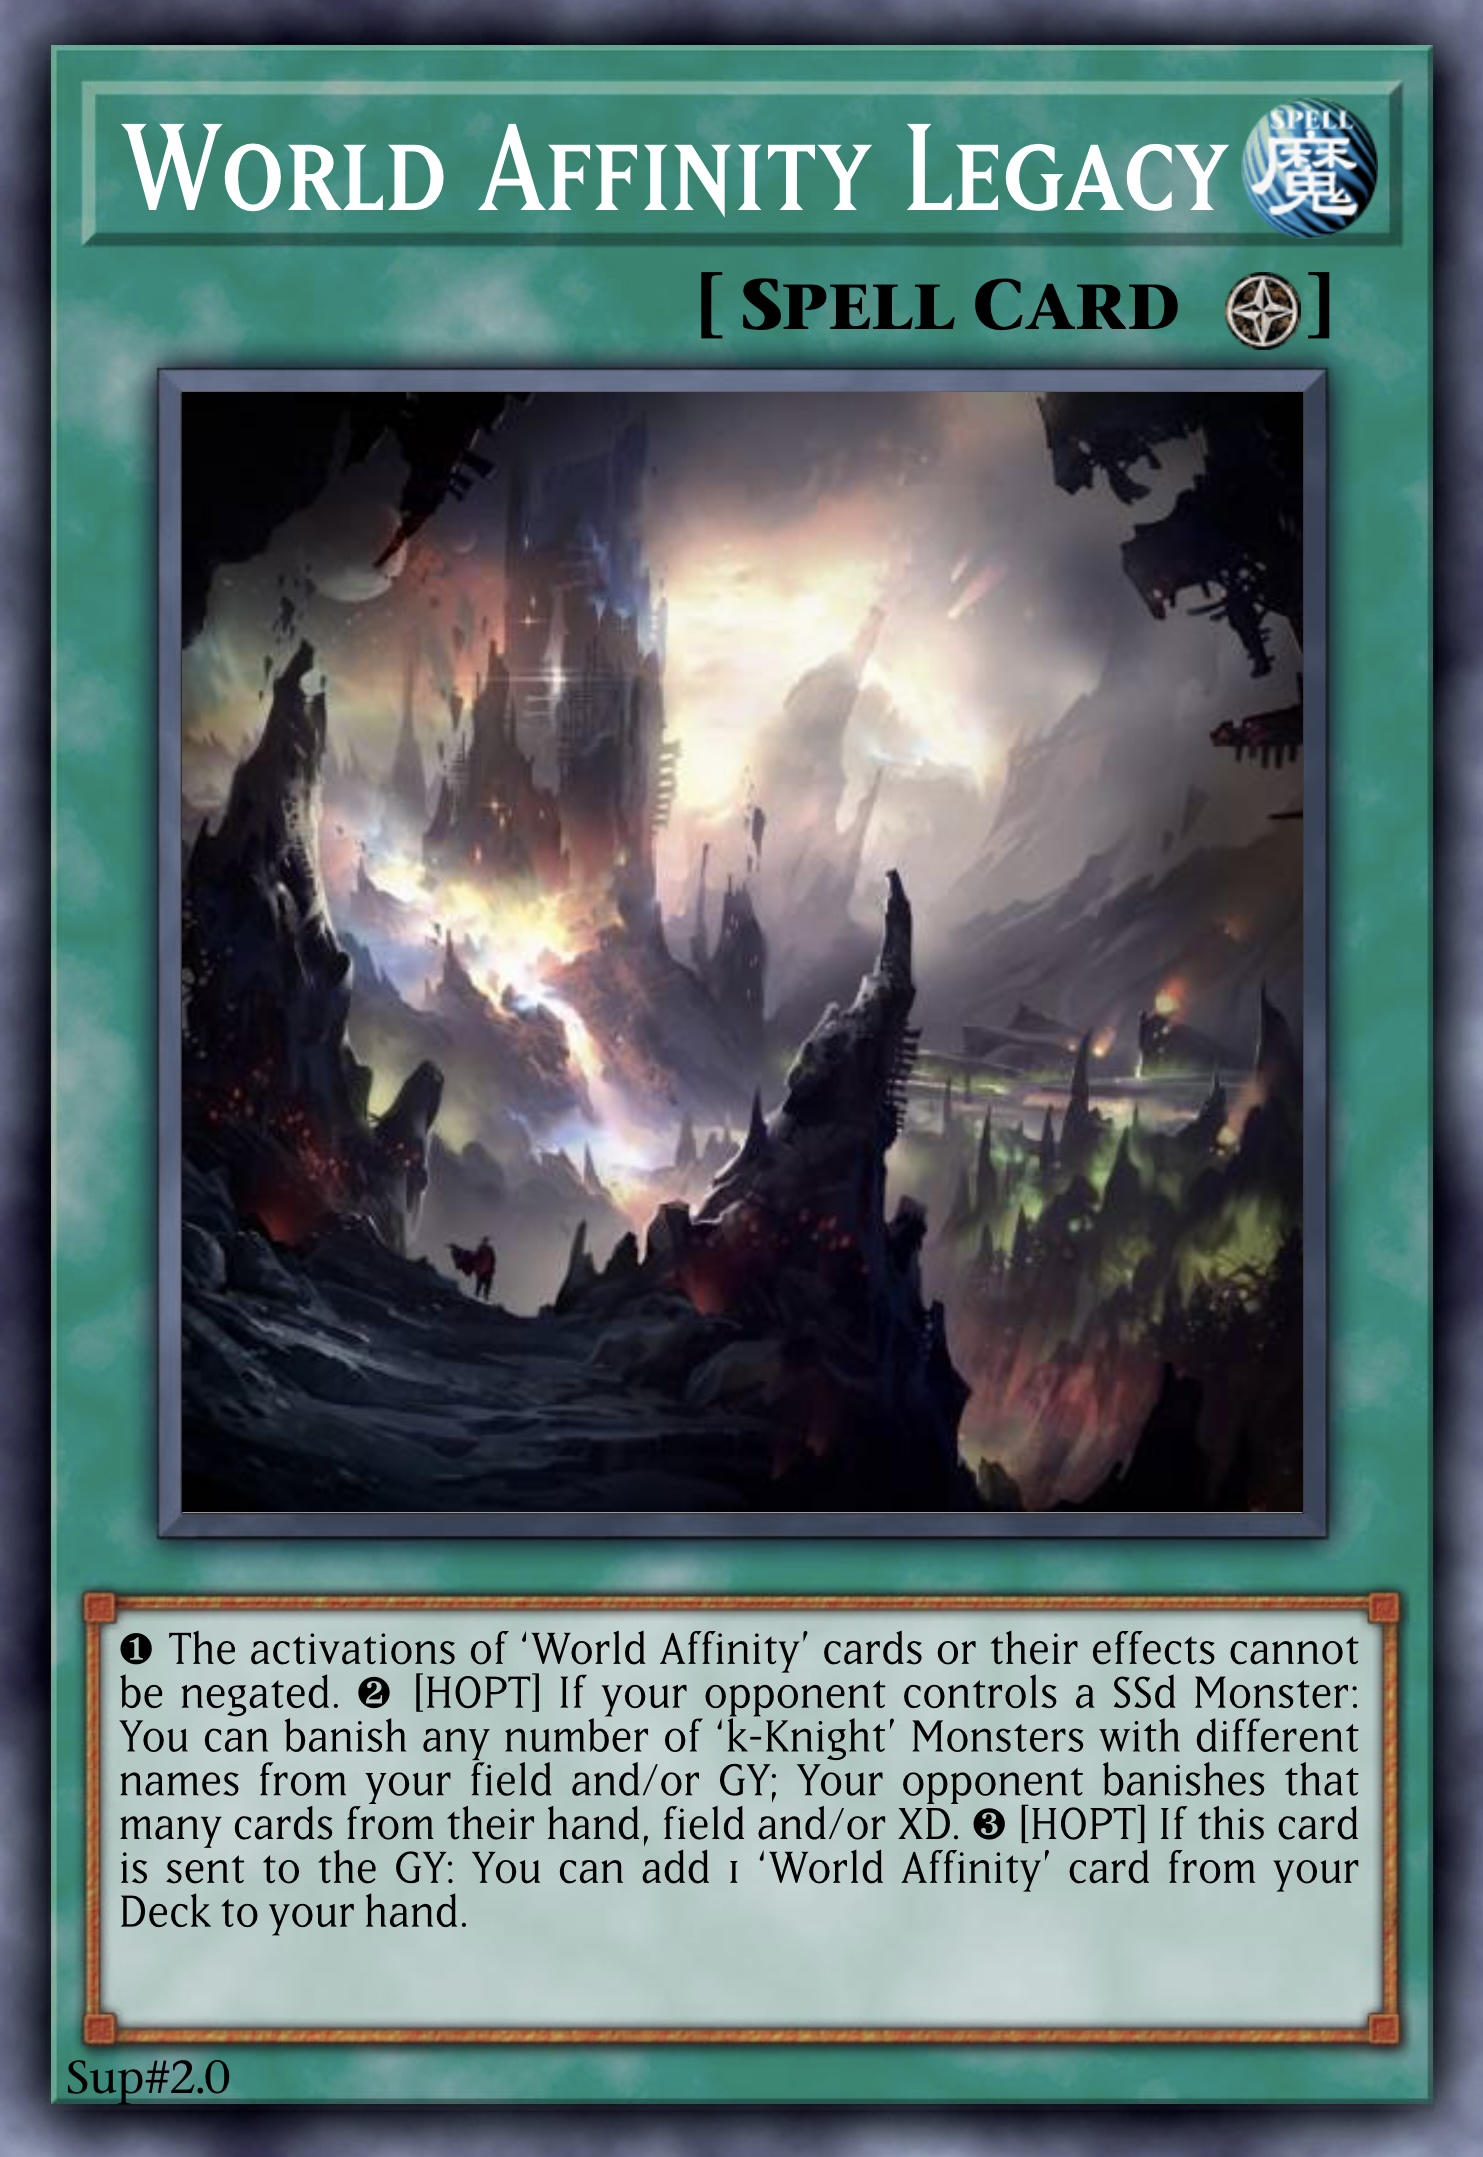 World Affinity Legacy
SPELL
魔
[ Spell Card ]
❶ The activations of ‘World Affinity’ cards or their effects cannot
be negated. ❷ [HOPT] If your opponent controls a SSd Monster:
You can banish any number of ‘k-Knight’ Monsters with different
names from your field and/or GY; Your opponent banishes that
many cards from their hand, field and/or XD. ❸ [HOPT] If this card
is sent to the GY: You can add 1 ‘World Affinity’ card from your
Deck to your hand.
Sup#2.0